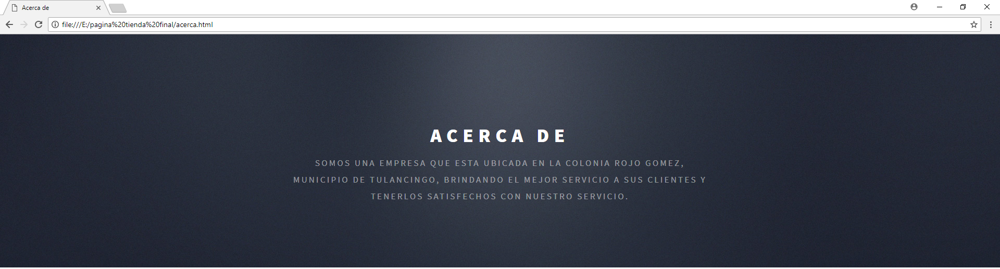 Acerca de
file:///E:/pagina%20tienda%20final/acerca.html
ACERCA DE
SOMOS UNA EMPRESA QUE ESTA UBICADA EN LA COLONIA ROJO GOMEZ,
MUNICIPIO DE TULANCINGO, BRINDANDO EL MEJOR SERVICIO A SUS CLIENTES Y
TENERLOS SATISFECHOS CON NUESTRO SERVICIO.